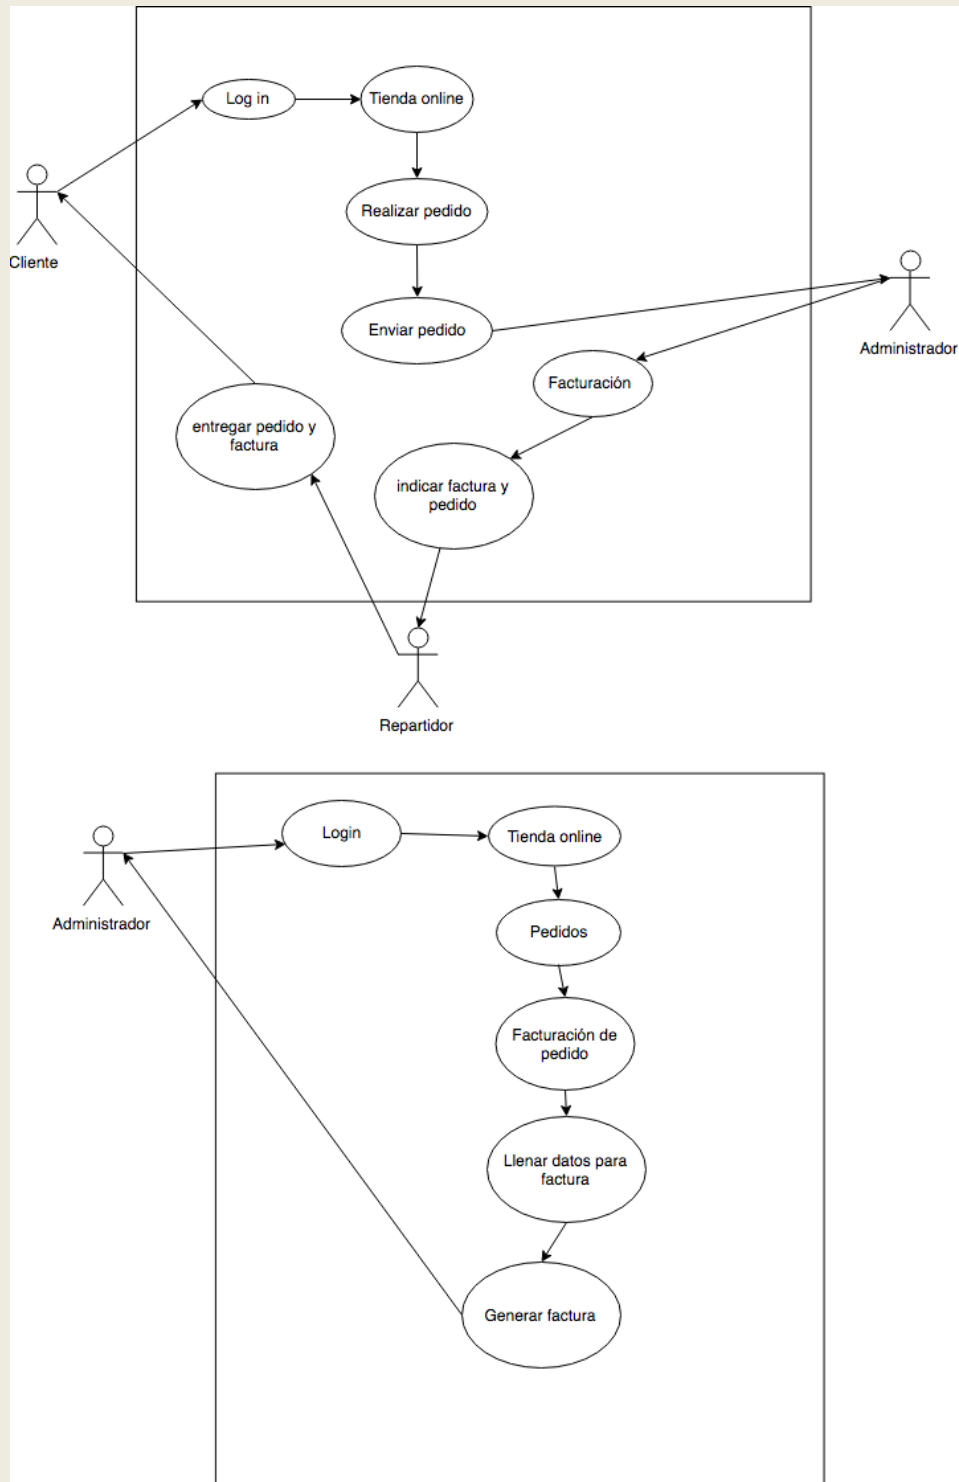 Log in
Tienda online
Realizar pedido
Cliente
Enviar pedido
Administrador
Facturación
entregar pedido y
factura
indicar factura y
pedido
Repartidor
Login
Tienda online
Administrador
Pedidos
Facturación de
pedido
Llenar datos para
factura
Generar factura